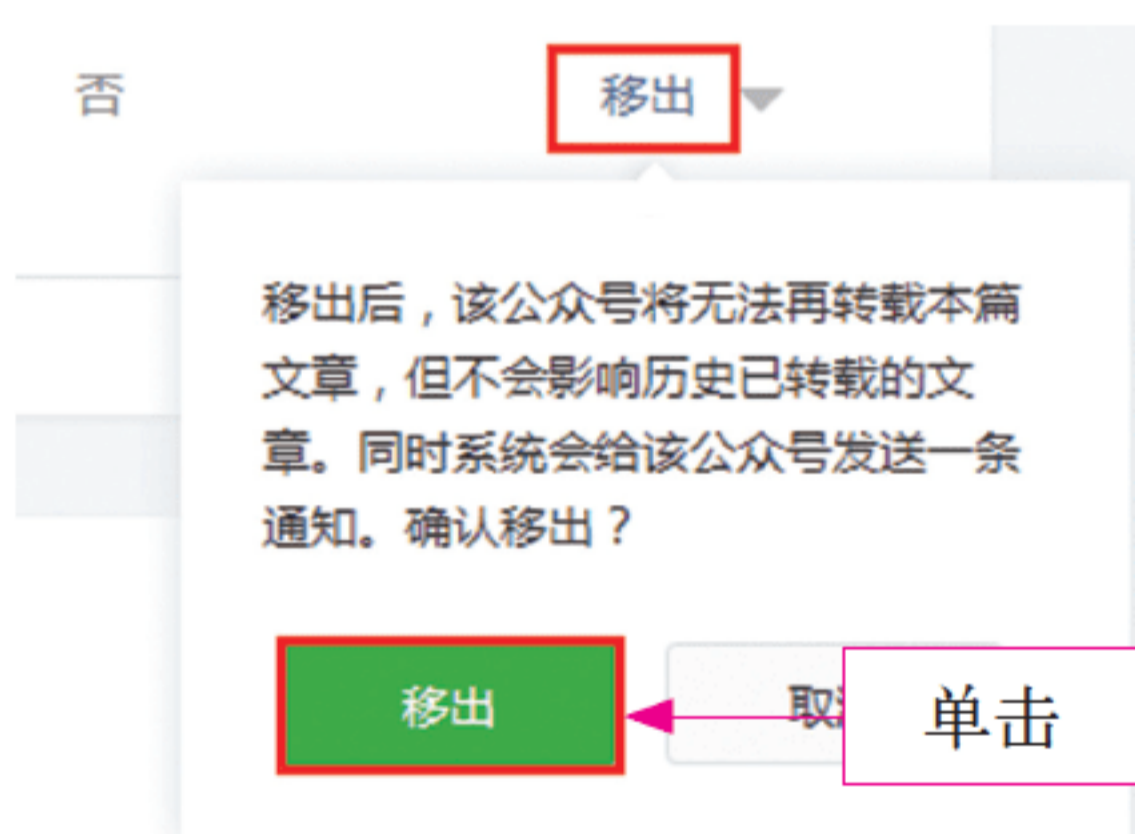 否 移出
移出后，该公众号将无法再转载本篇
文章，但不会影响历史已转载的文
章。同时系统会给该公众号发送一条
通知。确认移出？
移出 取 单击